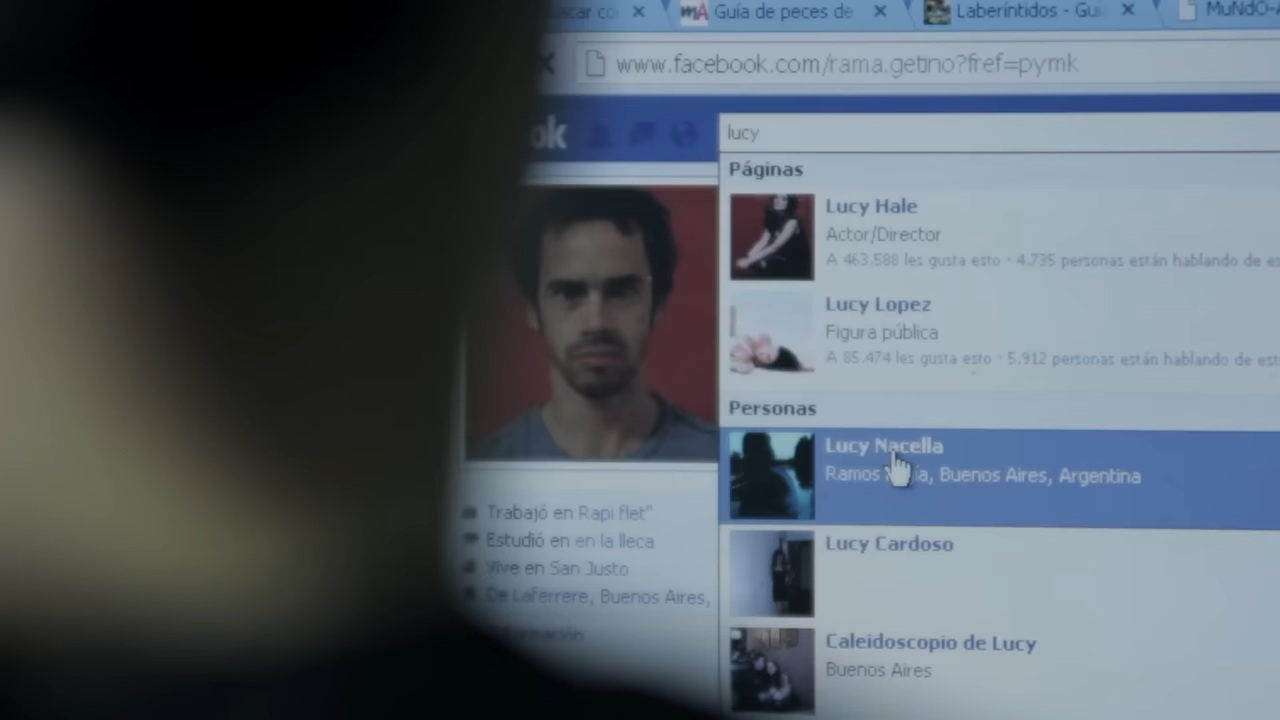 Guía de peces de
Laberíntidos - Gui
MuNdO-A
www.facebook.com/rama.getino?fref=pymk
ok
lucy
Páginas
Lucy Hale
Actor/Director
A 463.588 les gusta esto · 4.735 personas están hablando de es
Lucy Lopez
Figura pública
A 85.474 les gusta esto · 5.912 personas están hablando de est
Personas
Lucy Nacella
Ramos, Buenos Aires, Argentina
Lucy Cardoso
Caleidoscopio de Lucy
Buenos Aires
Trabajó en Rapi flet"
Estudió en en la lleca
Vive en San Justo
De Laferrere, Buenos Aires,